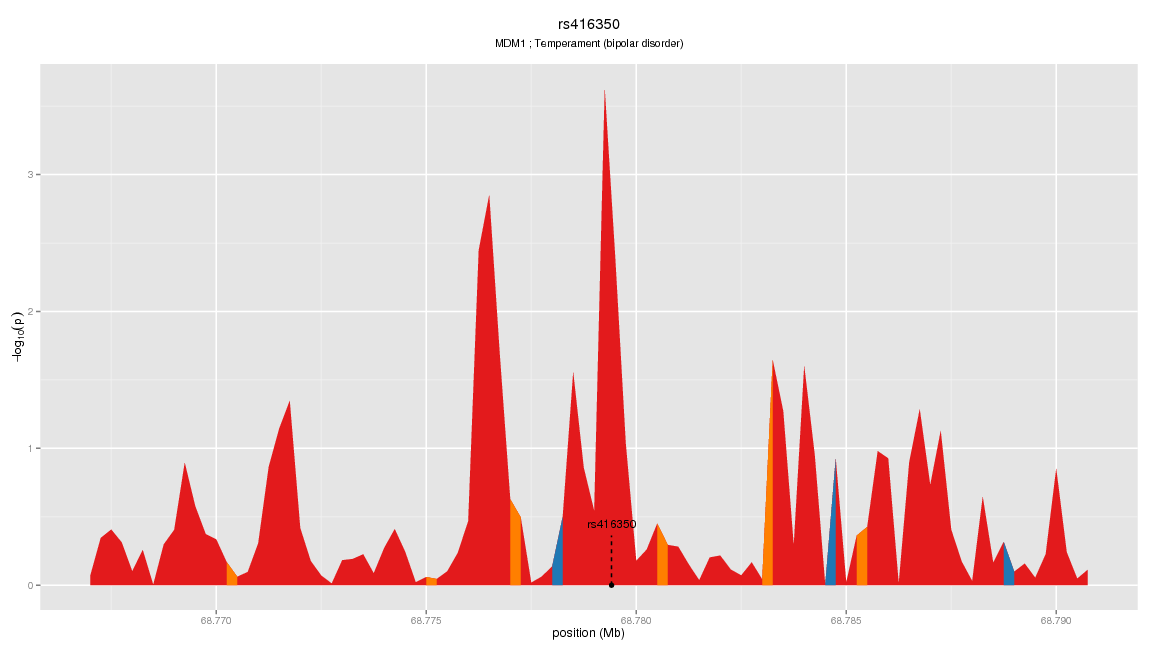 rs416350
MDM1 ; Temperament (bipolar disorder)
−log10(p)
3
2
1
0
rs416350
68.770 68.775 68.780 68.785 68.790
position (Mb)